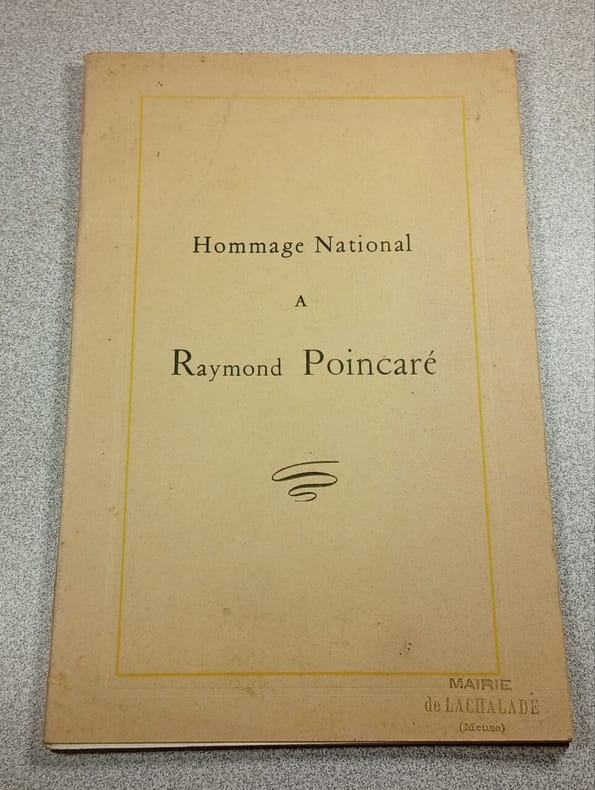 Hommage National
A
Raymond Poincaré
MAIRIE
de LACHALADE
(Meuse)